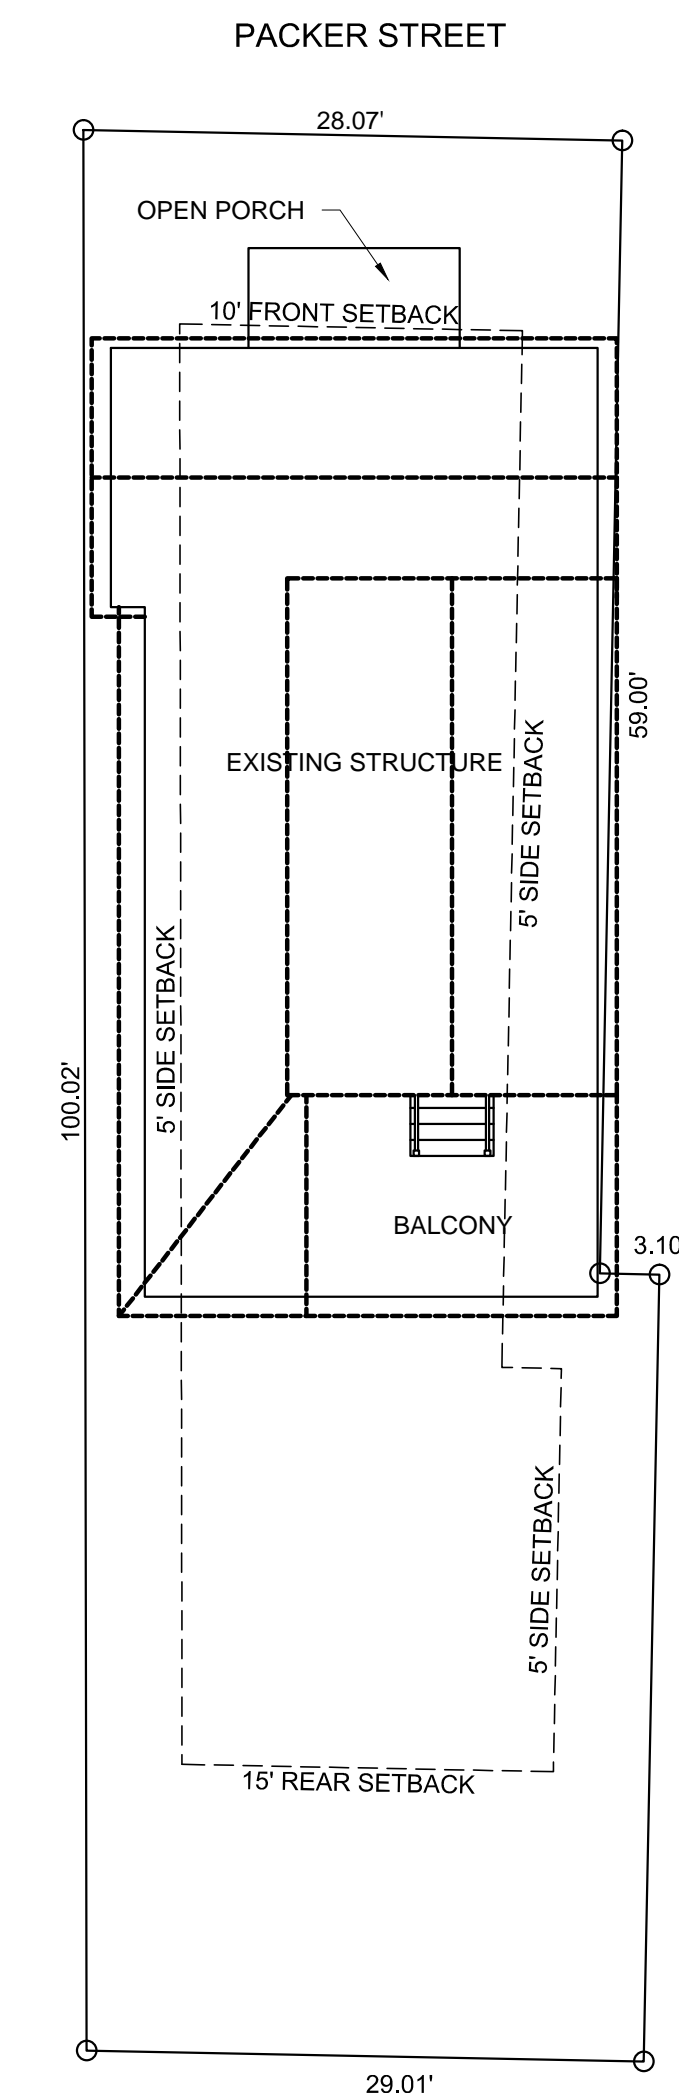 PACKER STREET
28.07'
OPEN PORCH
10' FRONT SETBACK
59.00'
EXISTING STRUCTURE
5' SIDE SETBACK
5' SIDE SETBACK
100.02'
BALCONY
3.10
5' SIDE SETBACK
15' REAR SETBACK
29.01'